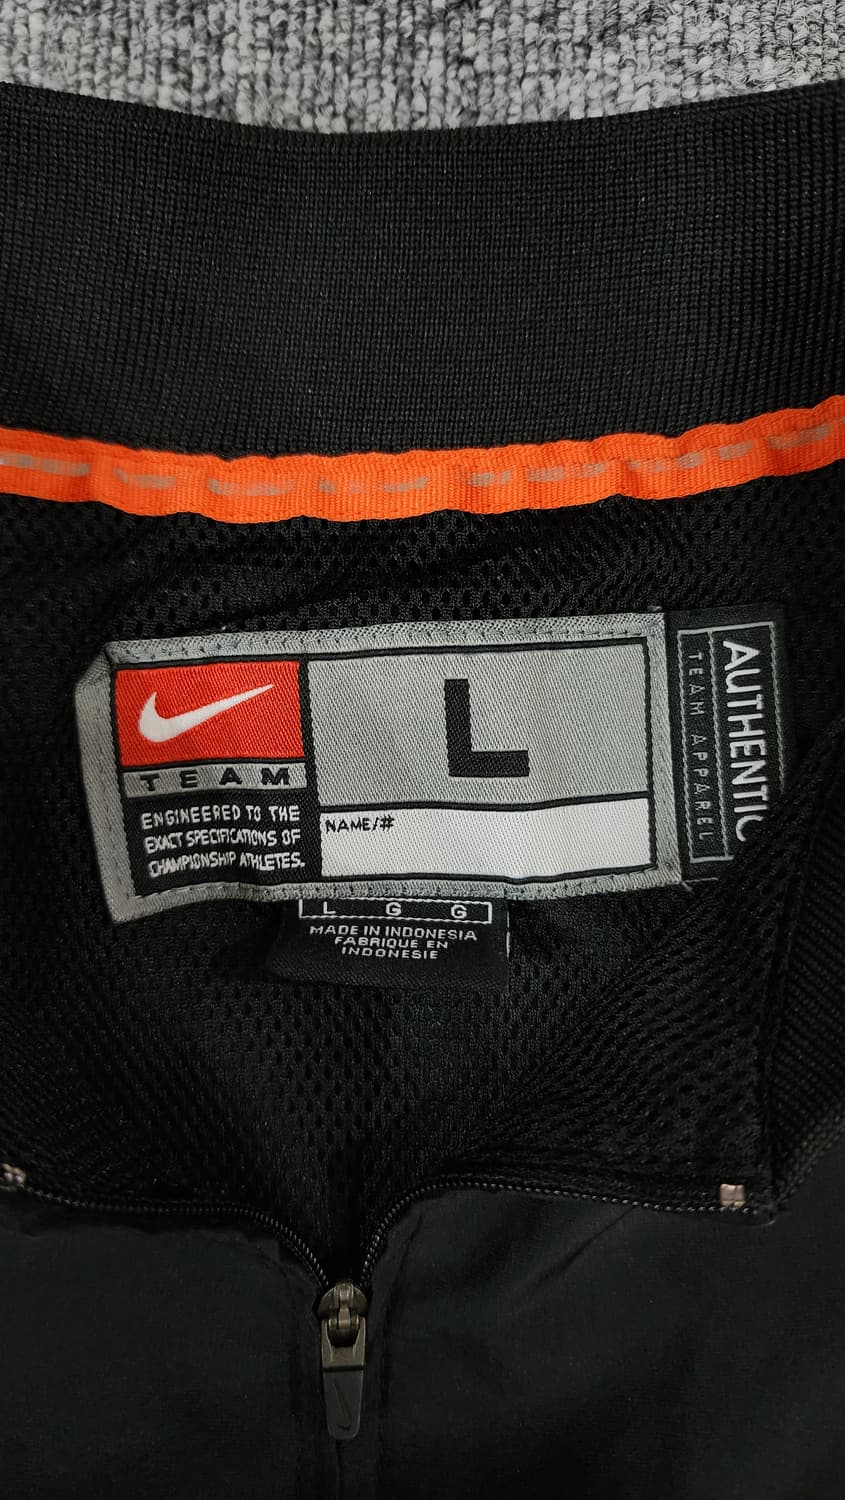 TEAM
ENGINEERED TO THE
EXACT SPECIFICATIONS OF
CHAMPIONSHIP ATHLETES.
L
NAME/#
AUTHENTIC
TEAM APPAREL
L G G
MADE IN INDONESIA
FABRIQUE EN
INDONESIE